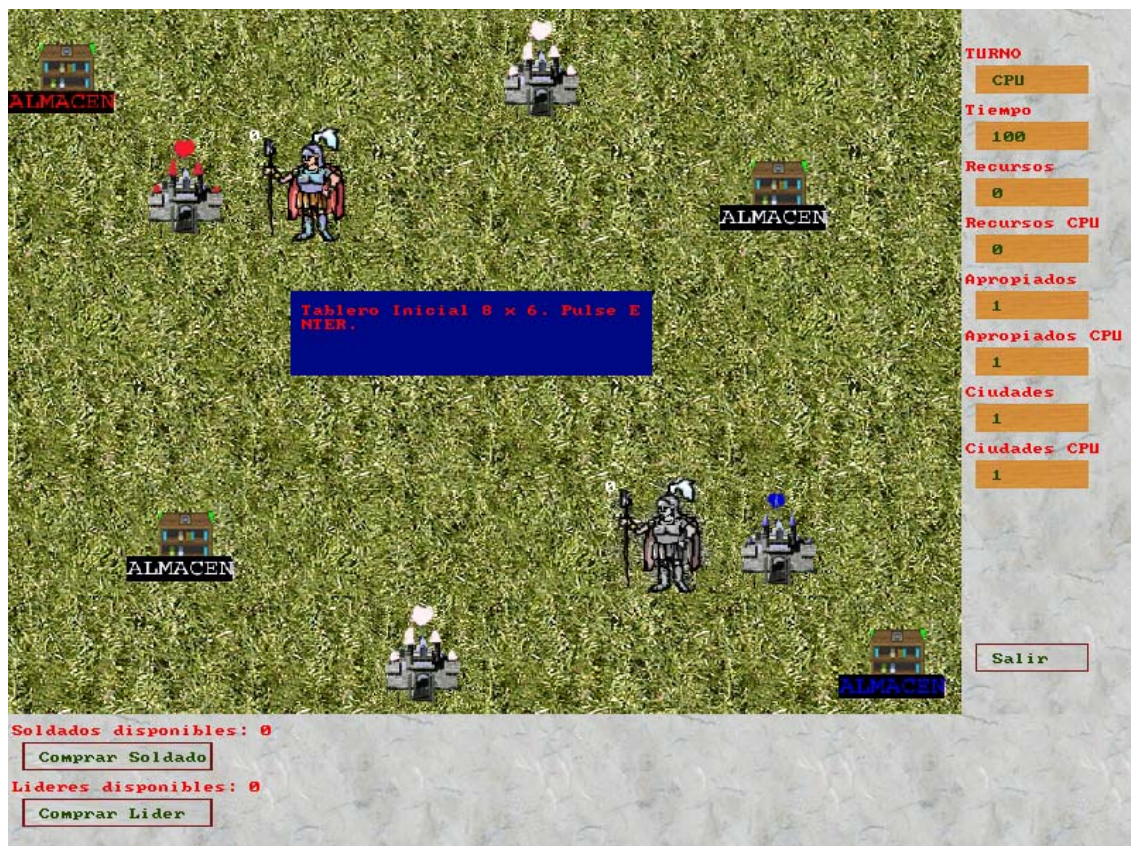 ALMACEN
0
ALMACEN
Tablero Inicial 8 x 6. Pulse E
NTER.
0
ALMACEN
ALMACEN
TURNO
CPU
Tiempo
100
Recursos
0
Recursos CPU
0
Apropiados
1
Apropiados CPU
1
Ciudades
1
Ciudades CPU
1
Salir
Soldados disponibles: 0
Comprar Soldado
Lideres disponibles: 0
Comprar Lider